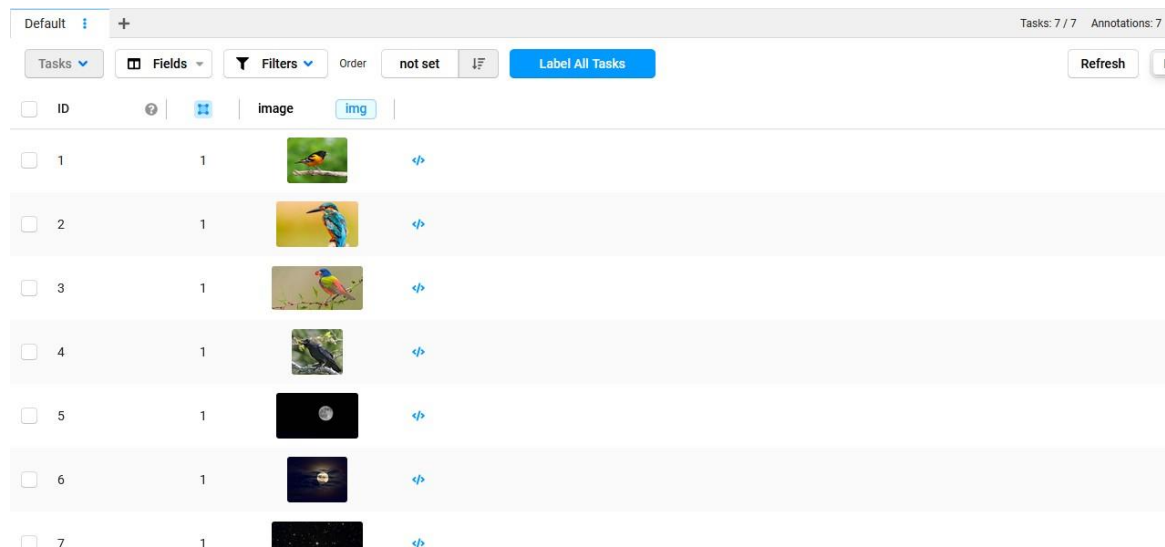 Default + Tasks: 7 / 7 Annotations: 7
Tasks Fields Filters Order not set Label All Tasks Refresh
ID image img
1 1 </>
2 1 </>
3 1 </>
4 1 </>
5 1 </>
6 1 </>
7 1 </>